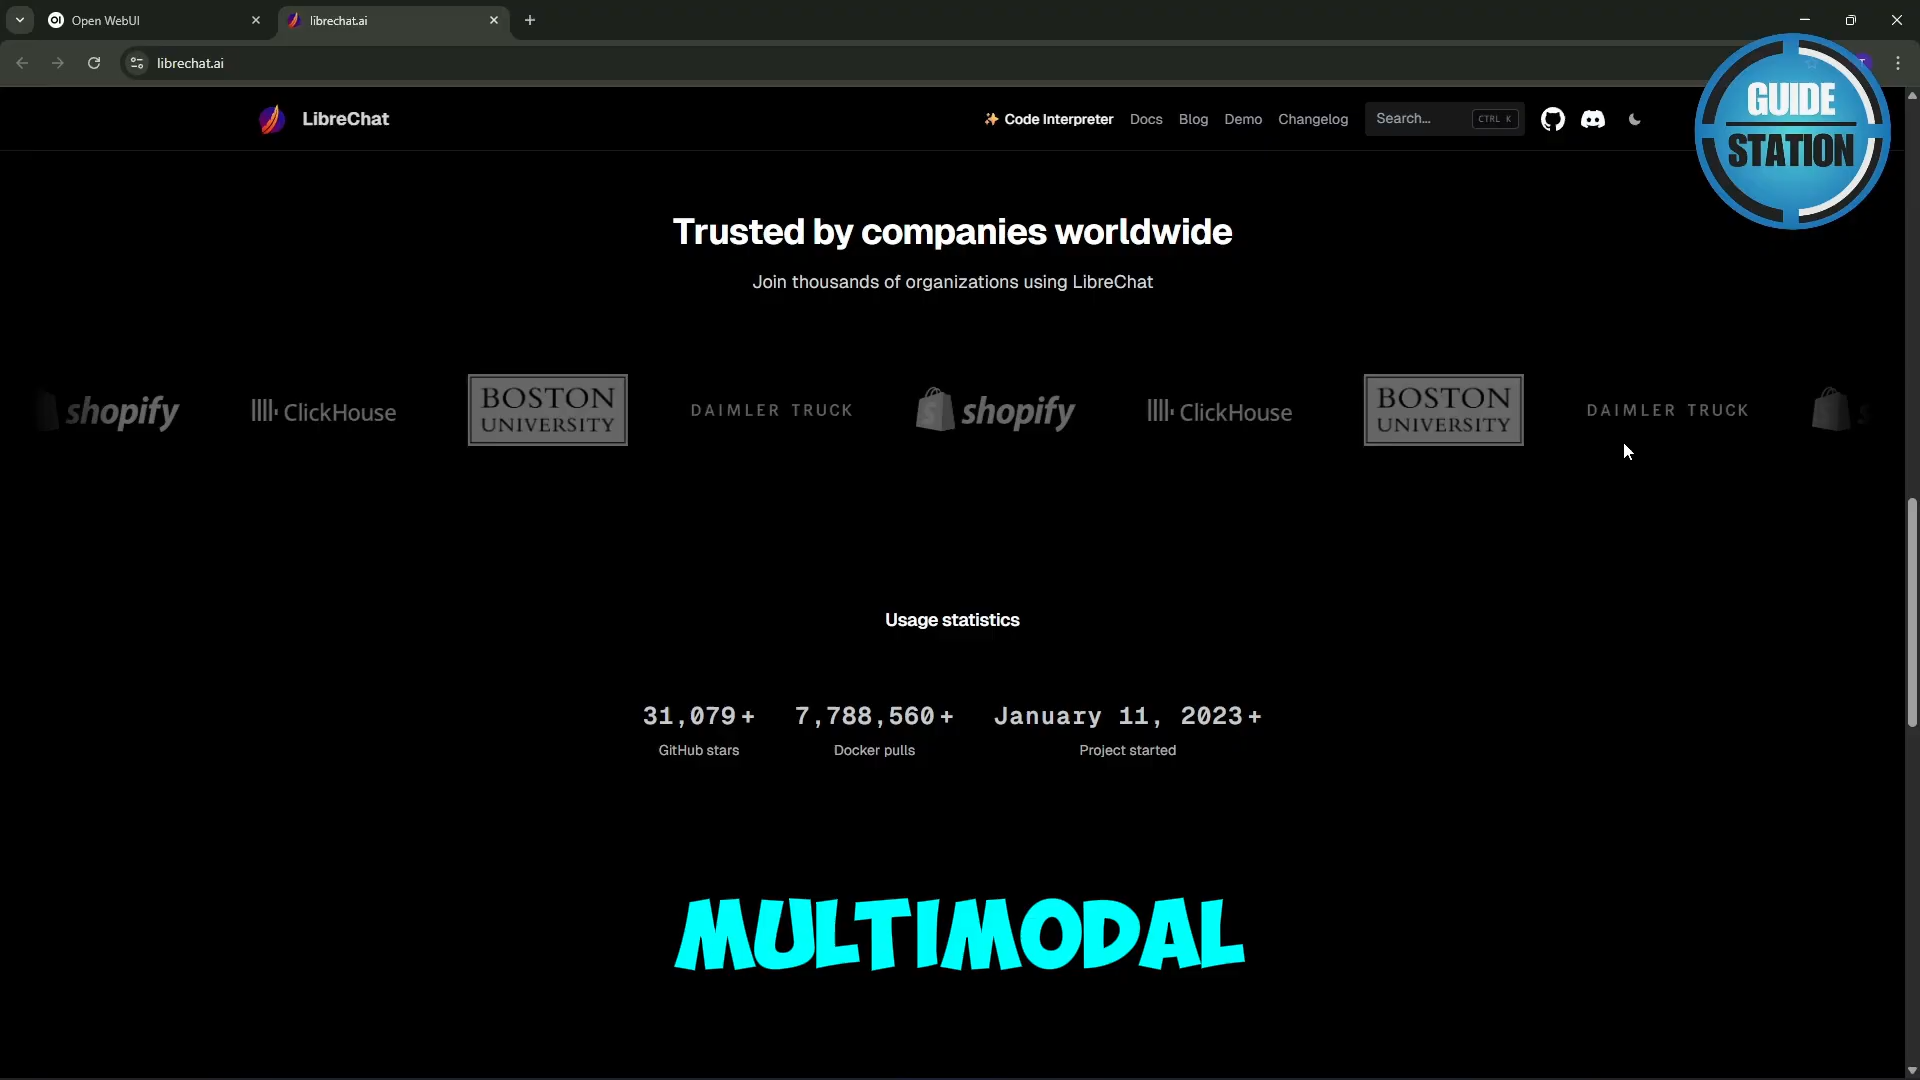 Open WebUI
librechat.ai
librechat.ai
LibreChat
Code Interpreter
Docs
Blog
Demo
Changelog
Search...
CTRL K
GUIDE
STATION
Trusted by companies worldwide
Join thousands of organizations using LibreChat
shopify
ClickHouse
BOSTON
UNIVERSITY
DAIMLER TRUCK
shopify
ClickHouse
BOSTON
UNIVERSITY
DAIMLER TRUCK
Usage statistics
31,079+
7,788,560+
January 11, 2023+
GitHub stars
Docker pulls
Project started
MULTIMODAL